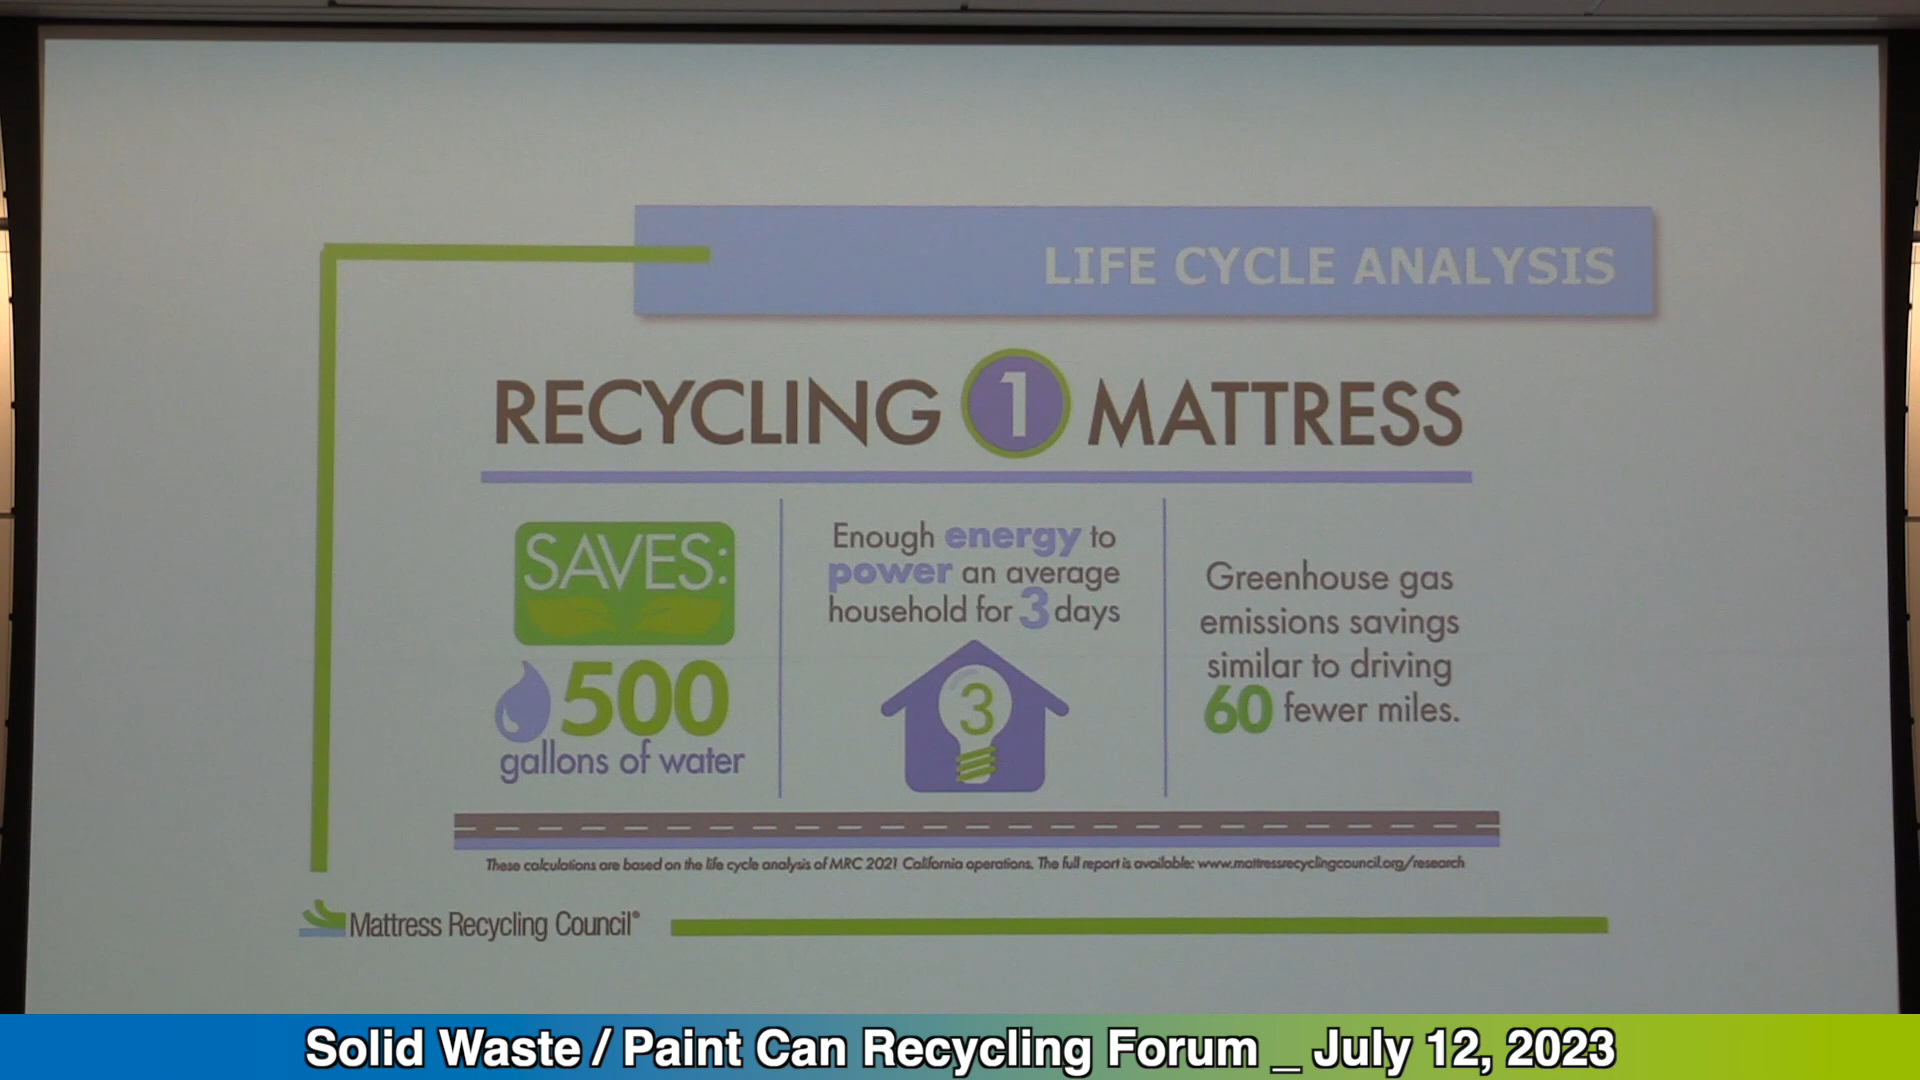 LIFE CYCLE ANALYSIS
RECYCLING 1 MATTRESS
SAVES:
500
gallons of water
Enough energy to
power an average
household for 3 days
3
Greenhouse gas
emissions savings
similar to driving
60 fewer miles.
These calculations are based on the life cycle analysis of MRC 2021 California operations. The full report is available: www.mattressrecyclingcouncil.org/research
Mattress Recycling Council®
Solid Waste / Paint Can Recycling Forum _ July 12, 2023